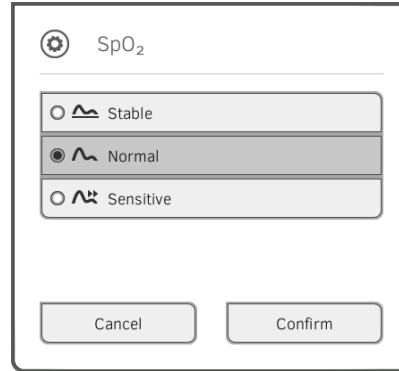 SpO₂
Stable
Normal
Sensitive
Cancel
Confirm